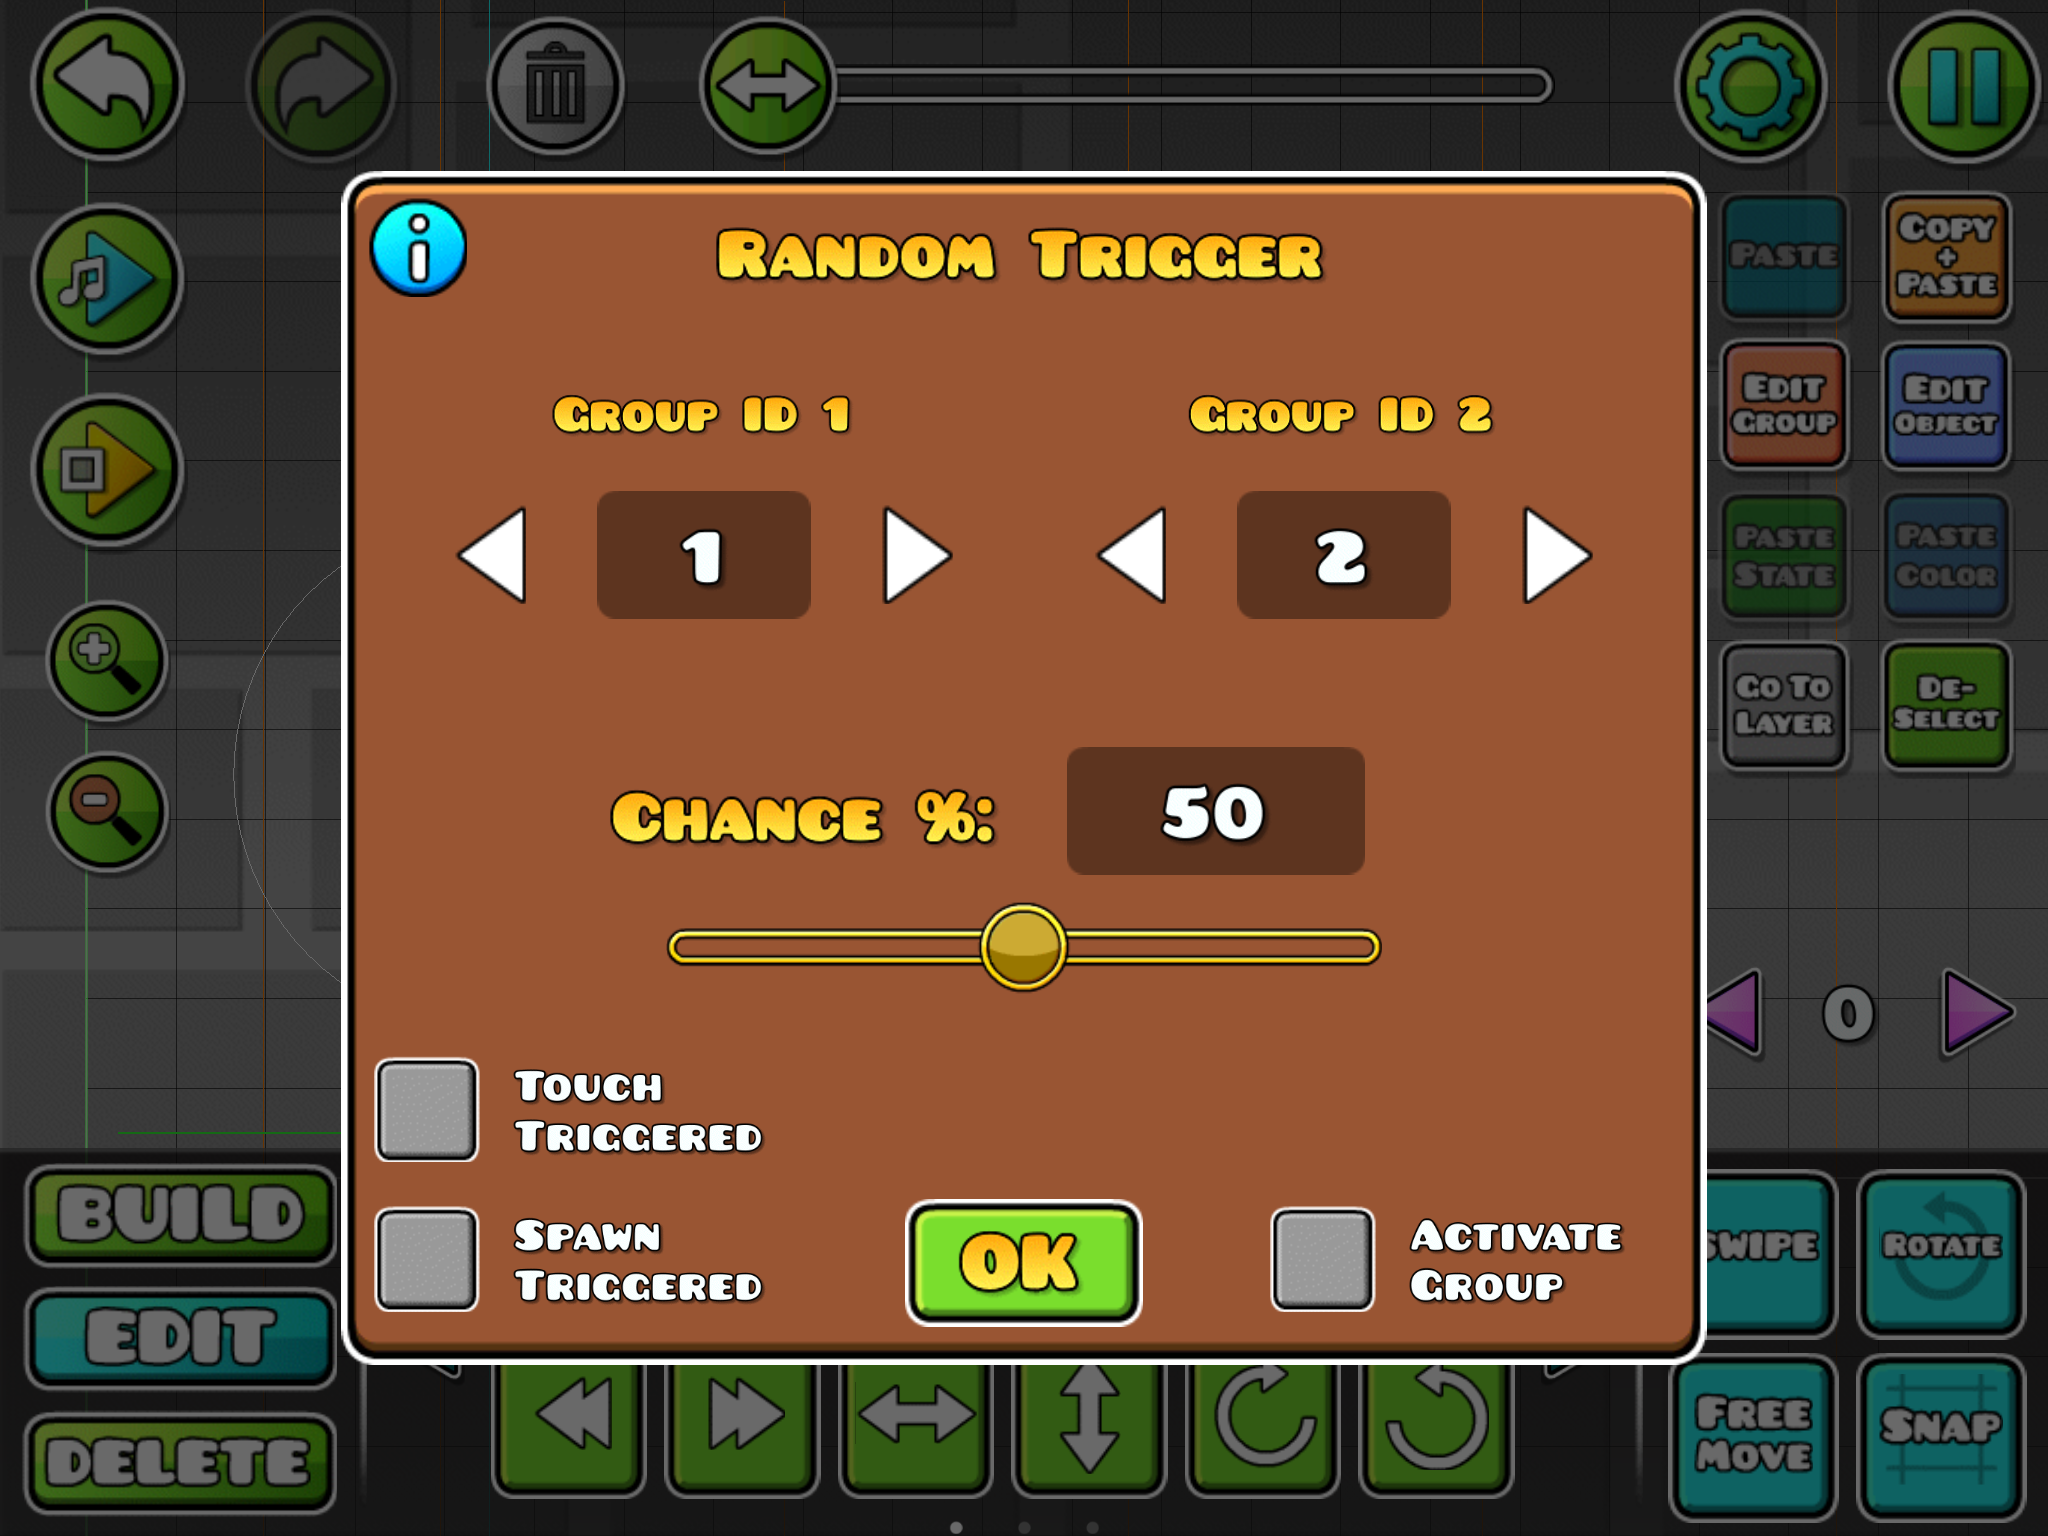 RANDOM TRIGGER
GROUP ID 1
GROUP ID 2
1
2
CHANCE %:
50
TOUCH
TRIGGERED
SPAWN
TRIGGERED
OK
ACTIVATE
GROUP
PASTE
COPY
+
PASTE
EDIT
GROUP
EDIT
OBJECT
PASTE
STATE
PASTE
COLOR
GO TO
LAYER
DE-
SELECT
0
BUILD
EDIT
DELETE
SWIPE
ROTATE
FREE
MOVE
SNAP